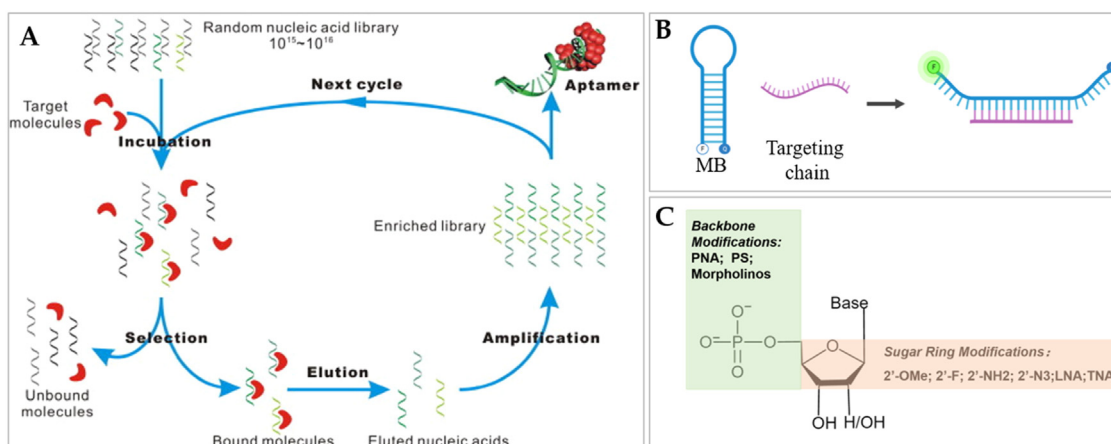 A
Random nucleic acid library
10¹⁵~10¹⁶
Target
molecules
Next cycle
Aptamer
Incubation
Enriched library
Selection
Amplification
Elution
Unbound
molecules
Bound molecules
Eluted nucleic acids
B
F
Q
MB
Targeting
chain
F
C
Backbone
Modifications:
PNA; PS;
Morpholinos
Base
O⁻
O⁻
P
O
O
O
Sugar Ring Modifications :
2'-OMe; 2'-F; 2'-NH2; 2'-N3;LNA;TNA
OH
H/OH